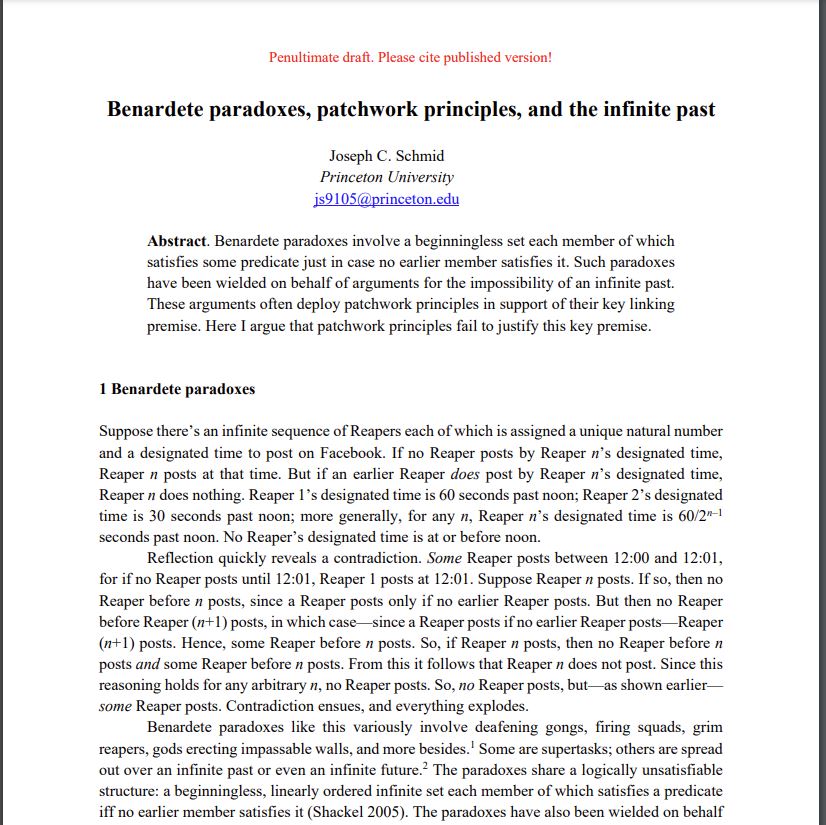 Penultimate draft. Please cite published version!
Benardete paradoxes, patchwork principles, and the infinite past
Joseph C. Schmid
Princeton University
js9105@princeton.edu
Abstract. Benardete paradoxes involve a beginningless set each member of which
satisfies some predicate just in case no earlier member satisfies it. Such paradoxes
have been wielded on behalf of arguments for the impossibility of an infinite past.
These arguments often deploy patchwork principles in support of their key linking
premise. Here I argue that patchwork principles fail to justify this key premise.
1 Benardete paradoxes
Suppose there’s an infinite sequence of Reapers each of which is assigned a unique natural number
and a designated time to post on Facebook. If no Reaper posts by Reaper n’s designated time,
Reaper n posts at that time. But if an earlier Reaper does post by Reaper n’s designated time,
Reaper n does nothing. Reaper 1’s designated time is 60 seconds past noon; Reaper 2’s designated
time is 30 seconds past noon; more generally, for any n, Reaper n’s designated time is 60/2ⁿ⁻¹
seconds past noon. No Reaper’s designated time is at or before noon.
Reflection quickly reveals a contradiction. Some Reaper posts between 12:00 and 12:01,
for if no Reaper posts until 12:01, Reaper 1 posts at 12:01. Suppose Reaper n posts. If so, then no
Reaper before n posts, since a Reaper posts only if no earlier Reaper posts. But then no Reaper
before Reaper (n+1) posts, in which case—since a Reaper posts if no earlier Reaper posts—Reaper
(n+1) posts. Hence, some Reaper before n posts. So, if Reaper n posts, then no Reaper before n
posts and some Reaper before n posts. From this it follows that Reaper n does not post. Since this
reasoning holds for any arbitrary n, no Reaper posts. So, no Reaper posts, but—as shown earlier—
some Reaper posts. Contradiction ensues, and everything explodes.
Benardete paradoxes like this variously involve deafening gongs, firing squads, grim
reapers, gods erecting impassable walls, and more besides.¹ Some are supertasks; others are spread
out over an infinite past or even an infinite future.² The paradoxes share a logically unsatisfiable
structure: a beginningless, linearly ordered infinite set each member of which satisfies a predicate
iff no earlier member satisfies it (Shackel 2005). The paradoxes have also been wielded on behalf